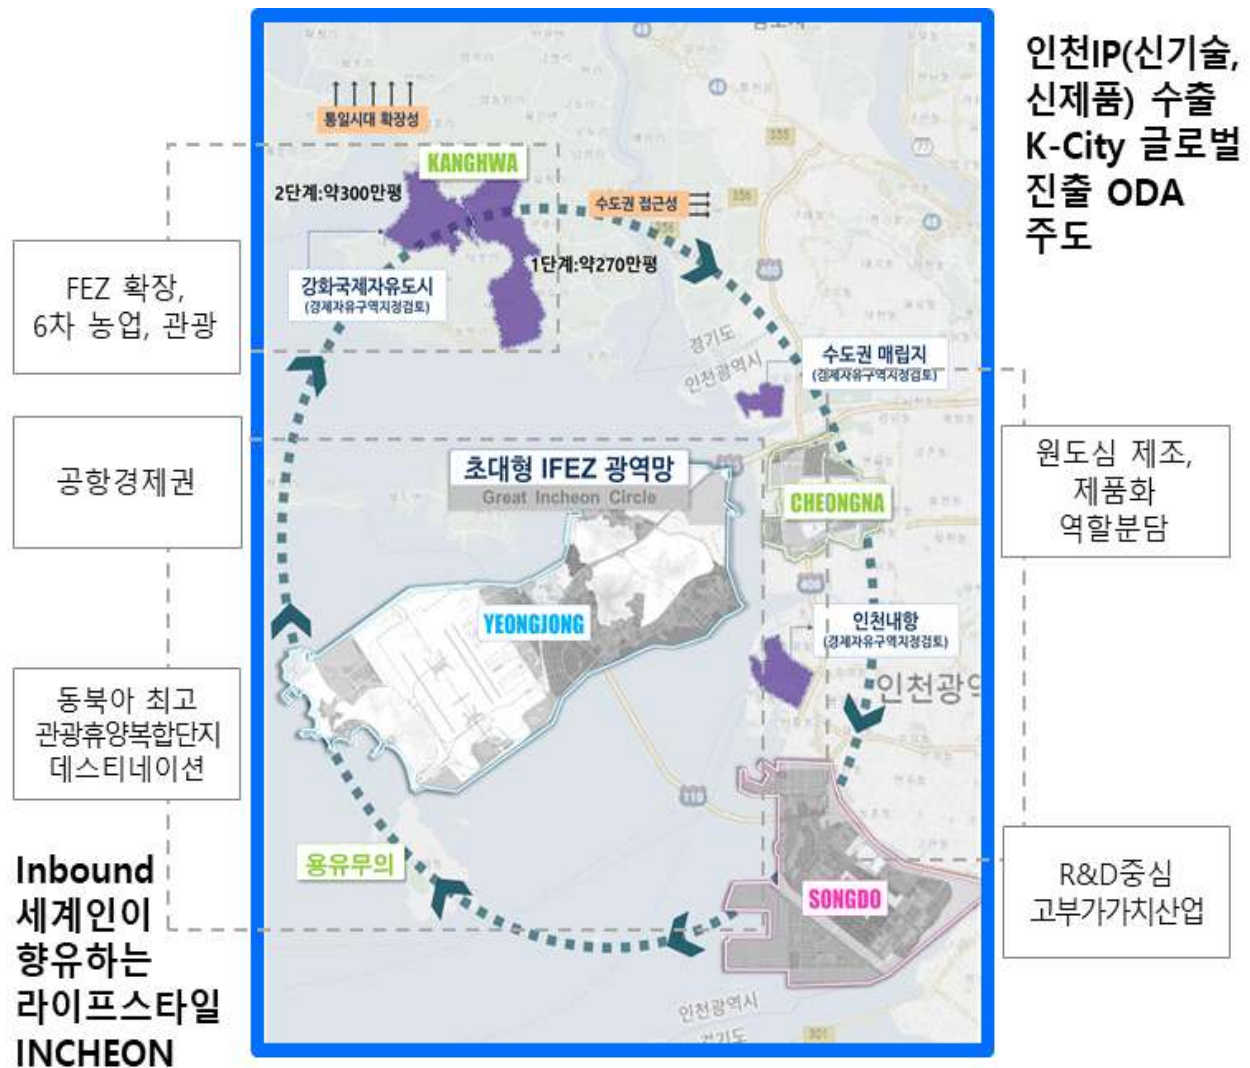 인천IP(신기술,
신제품) 수출
K-City 글로벌
진출 ODA
주도
통일시대 확장성
KANGHWA
2단계:약300만평
수도권 접근성
1단계:약270만평
강화국제자유도시
(경제자유구역지정검토)
FEZ 확장,
6차 농업, 관광
경기도
인천광역시
수도권 매립지
(경제자유구역지정검토)
공항경제권
초대형 IFEZ 광역망
Great Incheon Circle
CHEONGNA
원도심 제조,
제품화
역할분담
400
400
YEONGJONG
인천내항
(경제자유구역지정검토)
인천광역
동북아 최고
관광휴양복합단지
데스티네이션
110
용유무의
SONGDO
R&D중심
고부가가치산업
Inbound
세계인이
향유하는
라이프스타일
INCHEON
인천광역시
경기도